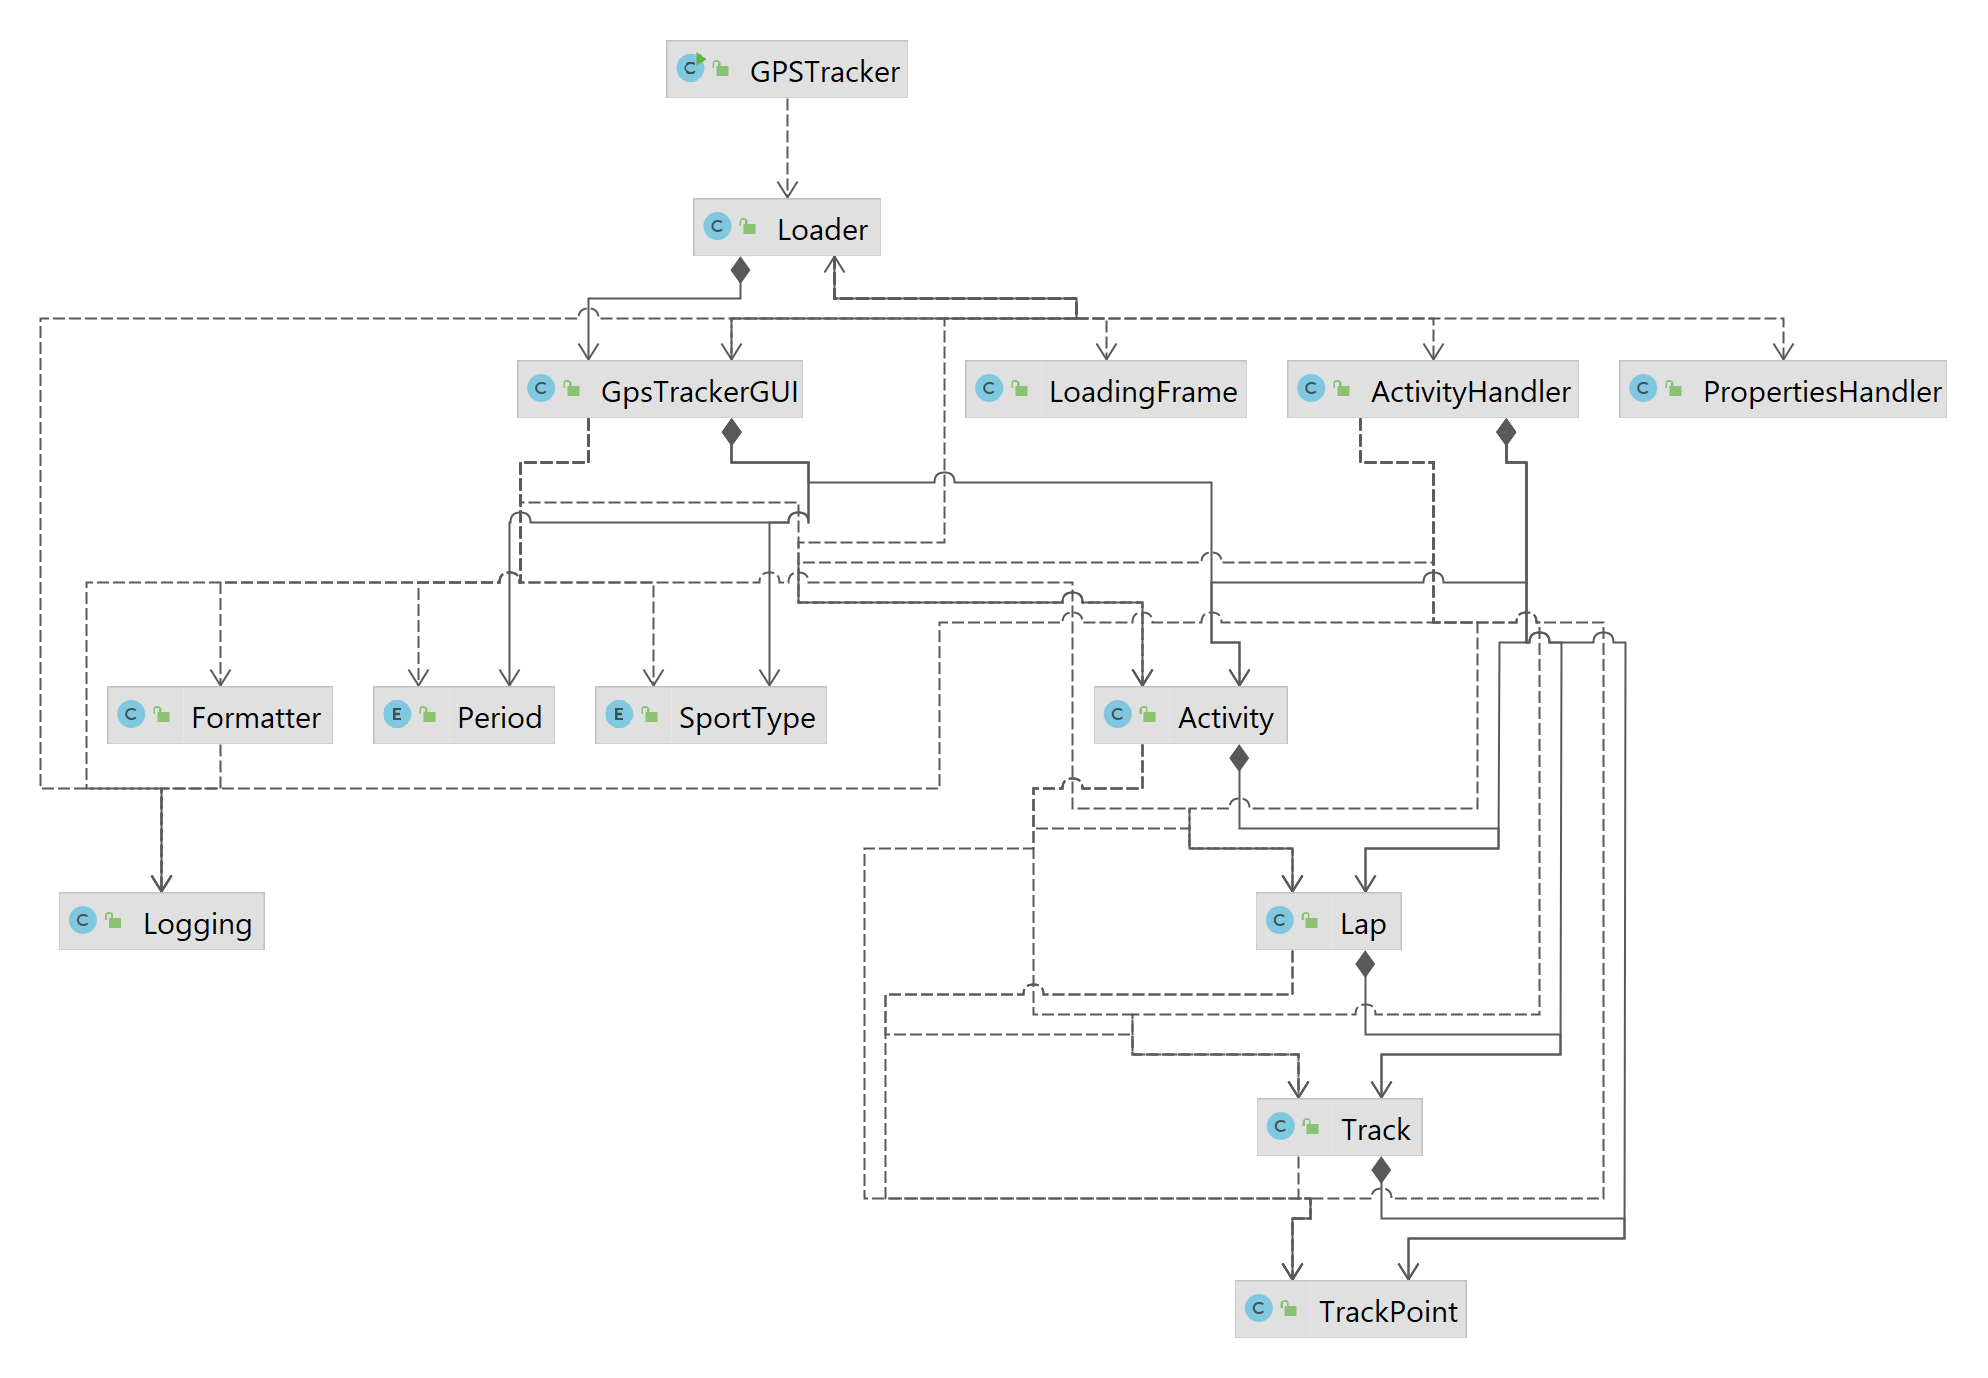 C GPSTracker
C Loader
C GpsTrackerGUI
C LoadingFrame
C ActivityHandler
C PropertiesHandler
C Formatter
E Period
E SportType
C Activity
C Logging
C Lap
C Track
C TrackPoint